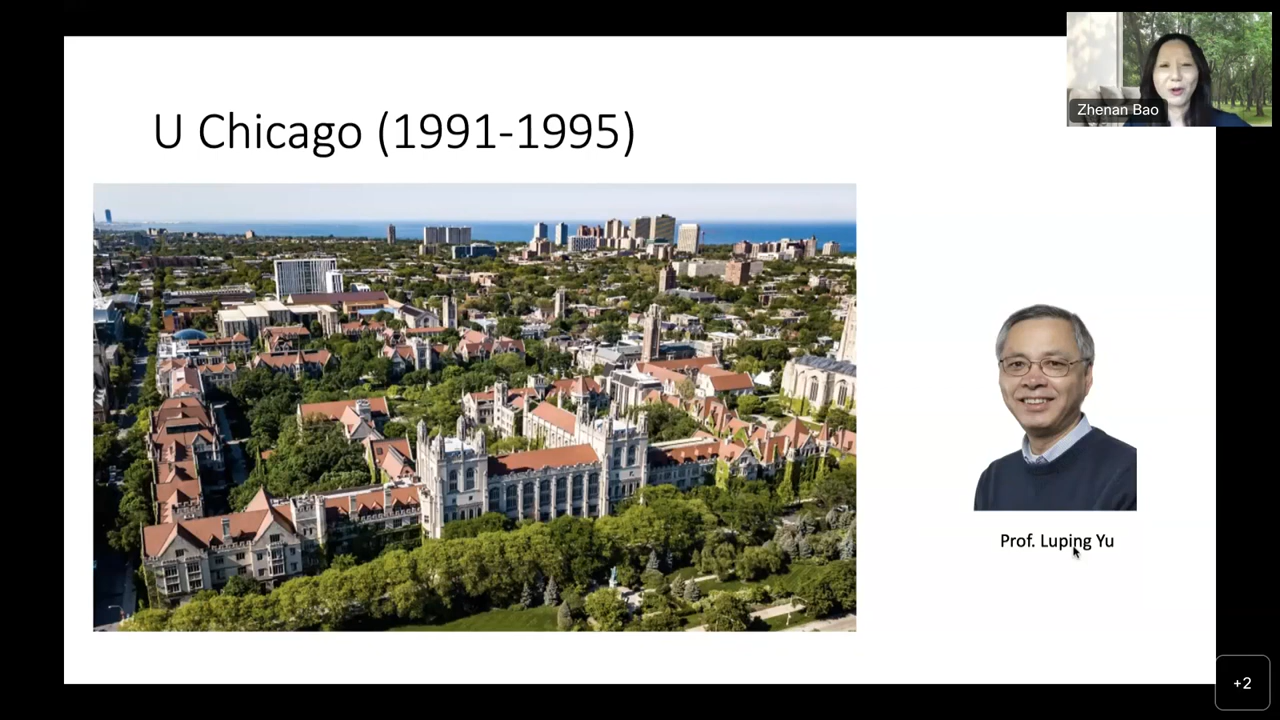 U Chicago (1991-1995)
Zhenan Bao
Prof. Luping Yu
+2